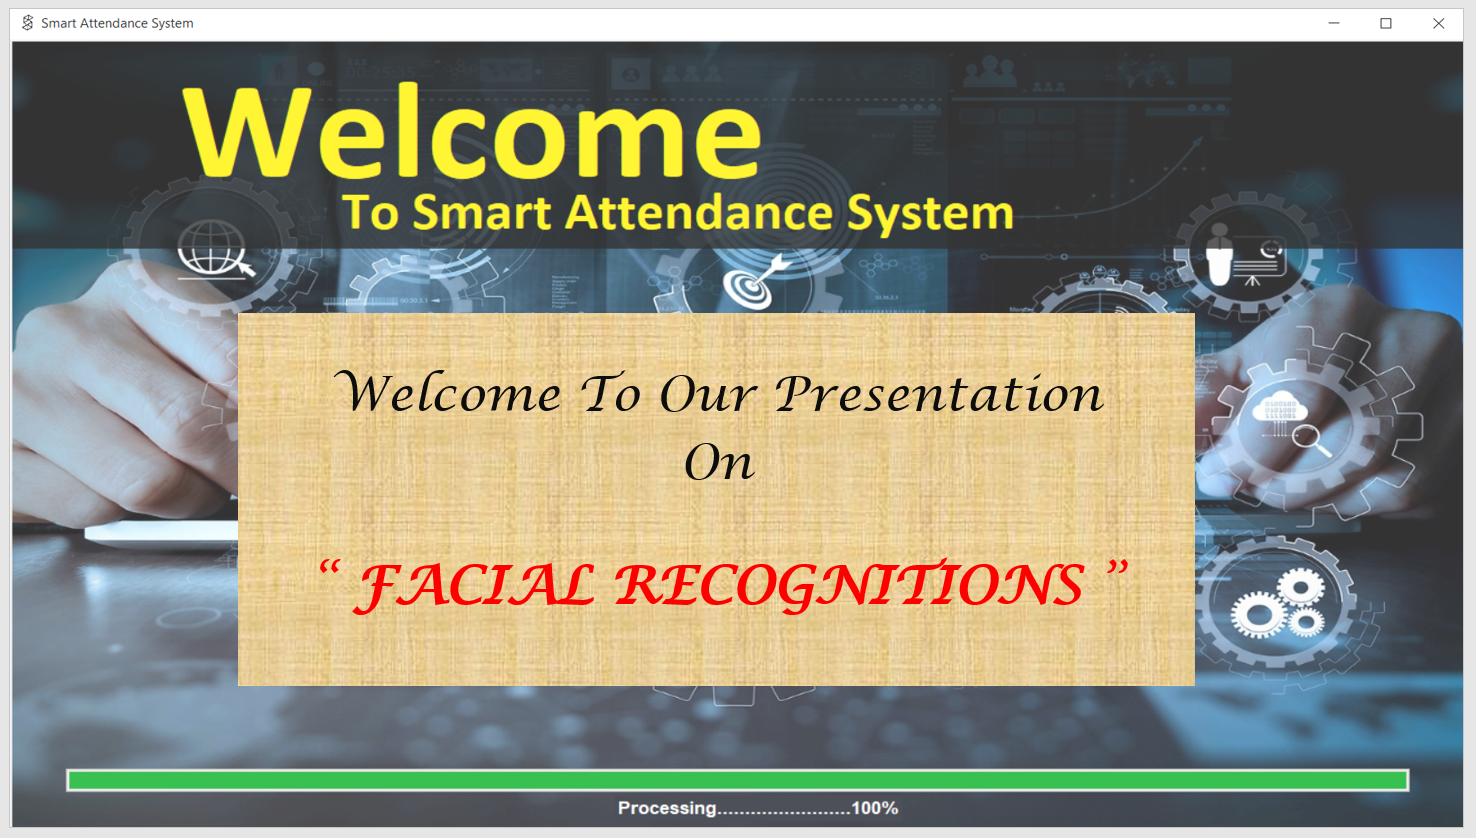 Smart Attendance System
Welcome
To Smart Attendance System
Welcome To Our Presentation
On
“ FACIAL RECOGNITIONS ”
Processing........................100%